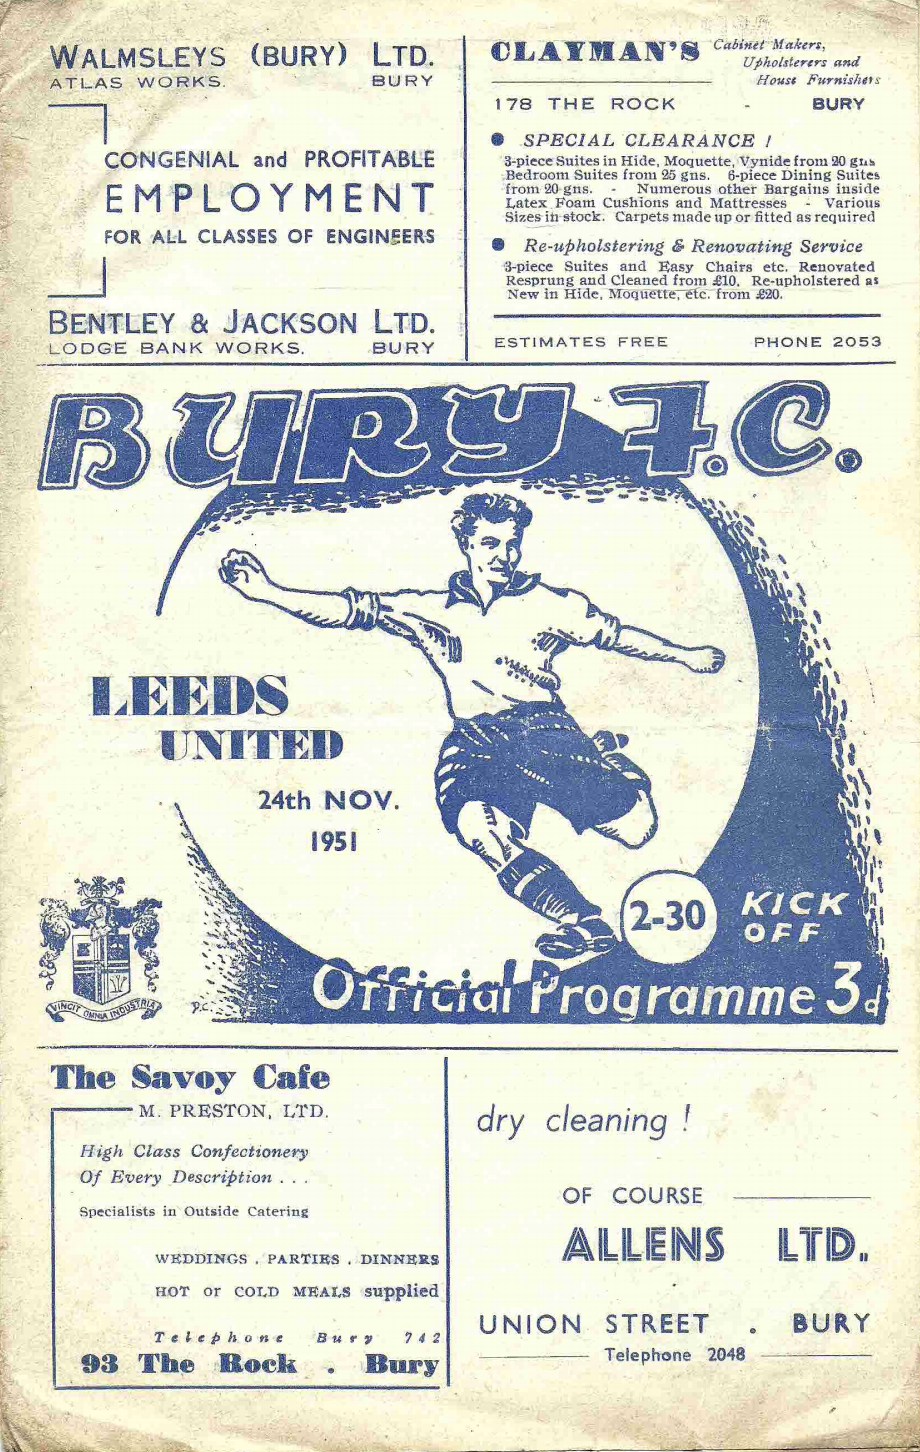 WALMSLEYS (BURY) LTD.
ATLAS WORKS. BURY
CONGENIAL and PROFITABLE
EMPLOYMENT
FOR ALL CLASSES OF ENGINEERS
BENTLEY & JACKSON LTD.
LODGE BANK WORKS. BURY
CLAYMAN'S Cabinet Makers,
Upholsterers and
House Furnishers
178 THE ROCK - BURY
● SPECIAL CLEARANCE !
3-piece Suites in Hide, Moquette, Vynide from 20 gns
Bedroom Suites from 25 gns. 6-piece Dining Suites
from 20 gns. - Numerous other Bargains inside
Latex Foam Cushions and Mattresses - Various
Sizes in stock. Carpets made up or fitted as required
● Re-upholstering & Renovating Service
3-piece Suites and Easy Chairs etc. Renovated
Resprung and Cleaned from £10. Re-upholstered as
New in Hide, Moquette, etc. from £20.
ESTIMATES FREE PHONE 2053
BURY F.C.
LEEDS
UNITED
24th NOV.
1951
2-30 KICK
OFF
VINCIT OMNIA INDUSTRIA
P.C.
Official Programme 3d
The Savoy Cafe
M. PRESTON, LTD.
High Class Confectionery
Of Every Description . . .
Specialists in Outside Catering
WEDDINGS . PARTIES . DINNERS
HOT or COLD MEALS supplied
Telephone Bury 742
93 The Rock . Bury
dry cleaning !
OF COURSE
ALLENS LTD.,
UNION STREET . BURY
Telephone 2048